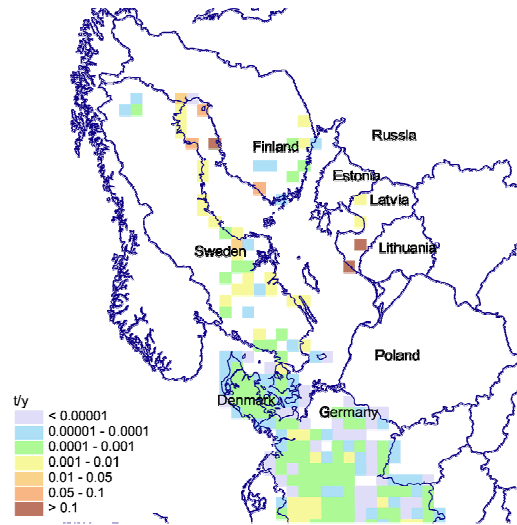 Finland
Russia
Estonia
Latvia
Sweden
Lithuania
Poland
Denmark
Germany
t/y
< 0.00001
0.00001 - 0.0001
0.0001 - 0.001
0.001 - 0.01
0.01 - 0.05
0.05 - 0.1
> 0.1